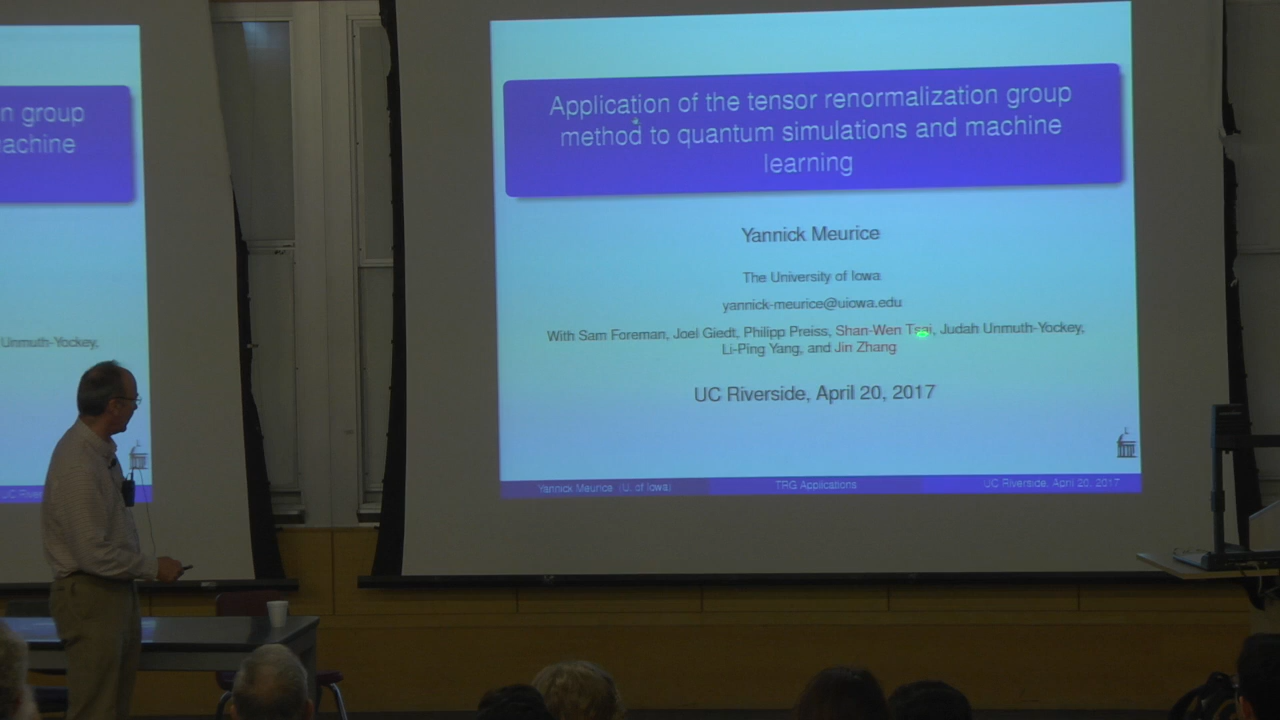 n group
achine
Unmuth-Yockey,
UC River
Application of the tensor renormalization group
method to quantum simulations and machine
learning
Yannick Meurice
The University of Iowa
yannick-meurice@uiowa.edu
With Sam Foreman, Joel Giedt, Philipp Preiss, Shan-Wen Tsai, Judah Unmuth-Yockey,
Li-Ping Yang, and Jin Zhang
UC Riverside, April 20, 2017
Yannick Meurice (U. of Iowa) TRG Applications UC Riverside, April 20, 2017